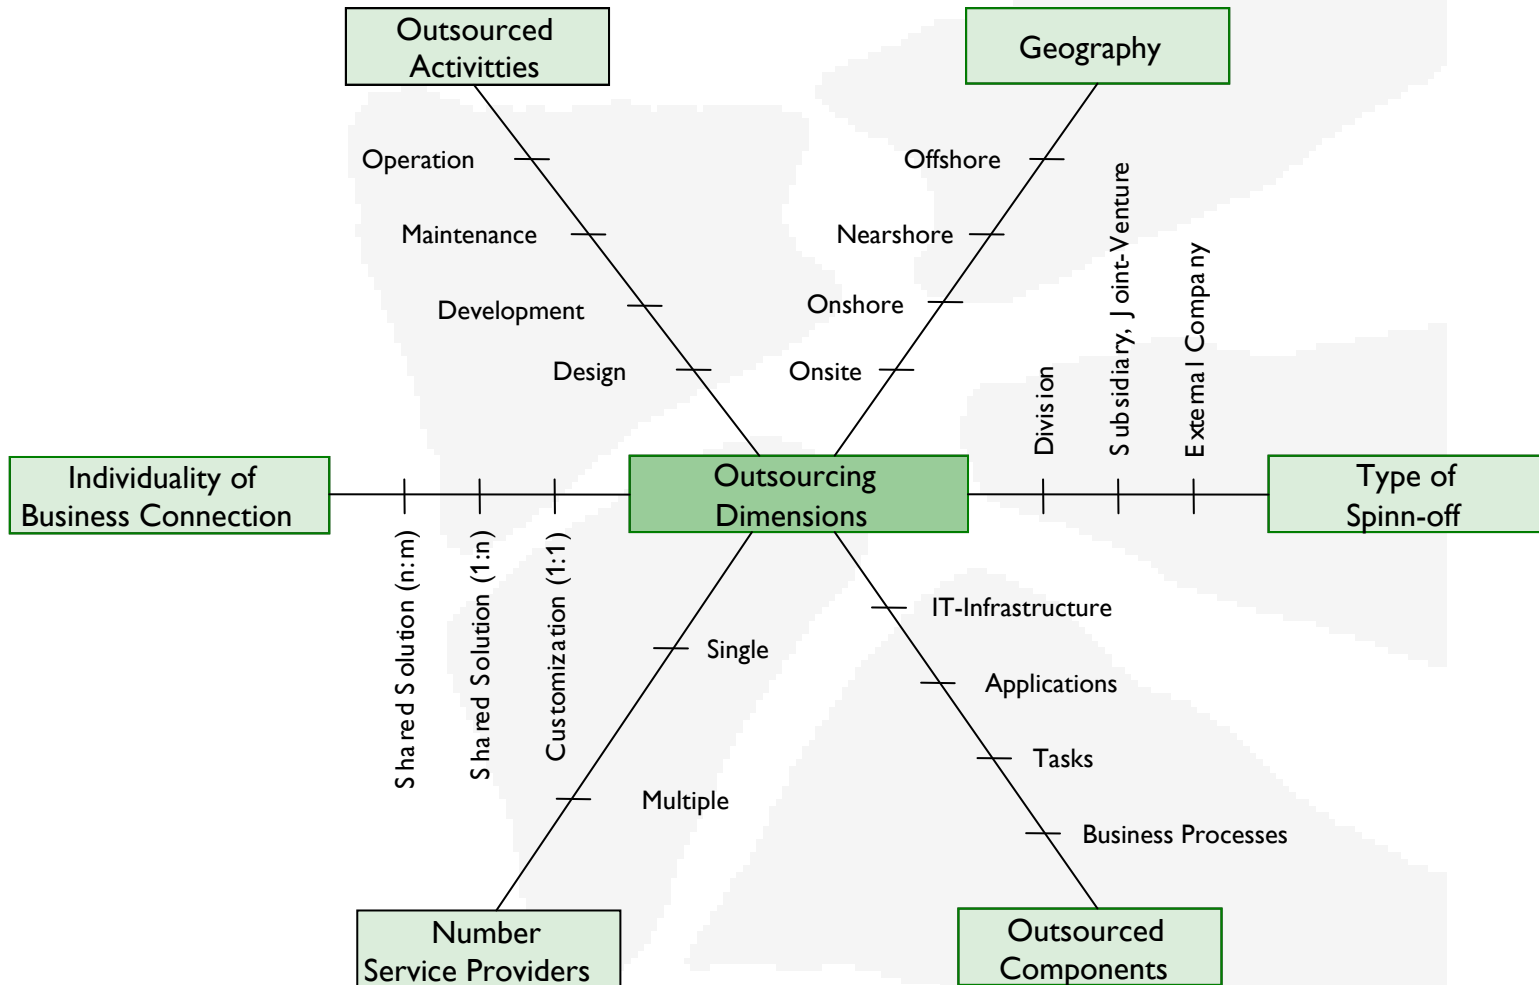 Outsourced
Activitties
Geography
Operation
Offshore
Maintenance
Nearshore
Development
Onshore
Design
Onsite
Division
Subsidiary, Joint-Venture
External Company
Individuality of
Business Connection
Outsourcing
Dimensions
Type of
Spinn-off
Shared Solution (n:m)
Shared Solution (1:n)
Customization (1:1)
IT-Infrastructure
Single
Applications
Tasks
Multiple
Business Processes
Number
Service Providers
Outsourced
Components